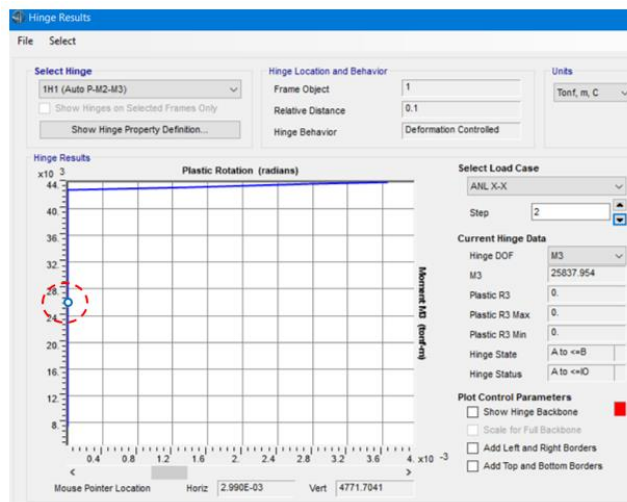 Hinge Results
File Select
Select Hinge
1H1 (Auto P-M2-M3)
Show Hinges on Selected Frames Only
Show Hinge Property Definition...
Hinge Location and Behavior
Frame Object 1
Relative Distance 0.1
Hinge Behavior Deformation Controlled
Units
Tonf, m, C
Hinge Results
x10 3
Plastic Rotation (radians)
44.
40.
36.
32.
28.
24.
20.
16.
12.
8.
Moment M3 (tonf-m)
0.4 0.8 1.2 1.6 2. 2.4 2.8 3.2 3.6 4. x10 -3
< >
Mouse Pointer Location Horiz 2.990E-03 Vert 4771.7041
Select Load Case
ANL X-X
Step 2
Current Hinge Data
Hinge DOF M3
M3 25837.954
Plastic R3 0.
Plastic R3 Max 0.
Plastic R3 Min 0.
Hinge State A to <=B
Hinge Status A to <=IO
Plot Control Parameters
Show Hinge Backbone
Scale for Full Backbone
Add Left and Right Borders
Add Top and Bottom Borders